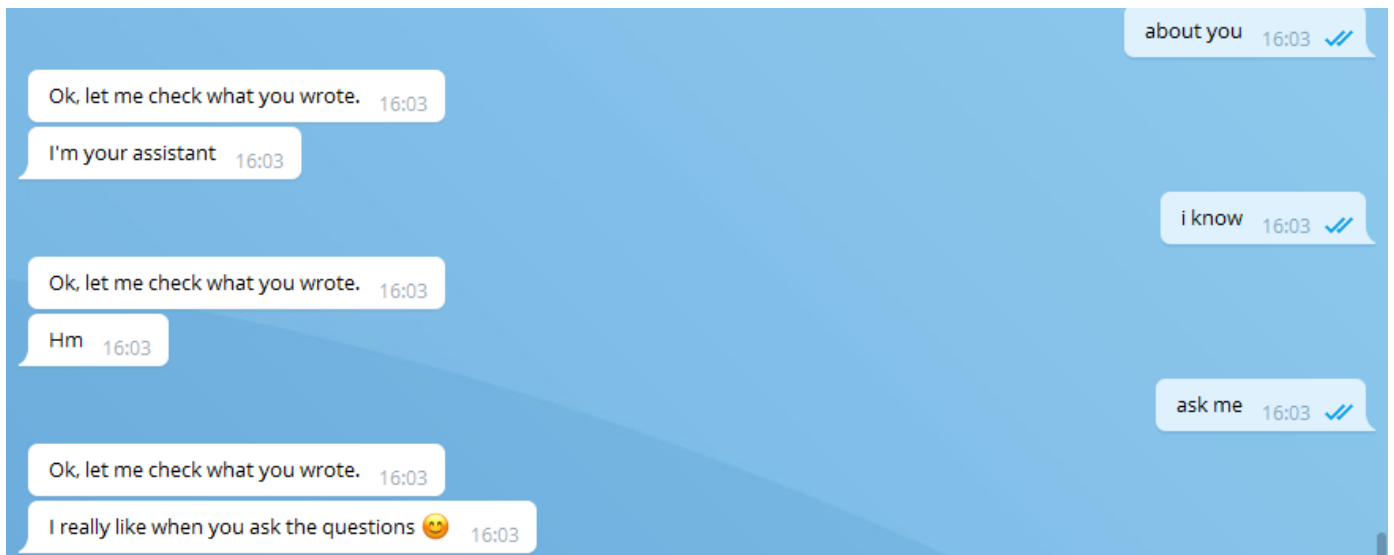 about you 16:03
Ok, let me check what you wrote. 16:03
I'm your assistant 16:03
i know 16:03
Ok, let me check what you wrote. 16:03
Hm 16:03
ask me 16:03
Ok, let me check what you wrote. 16:03
I really like when you ask the questions 😊 16:03